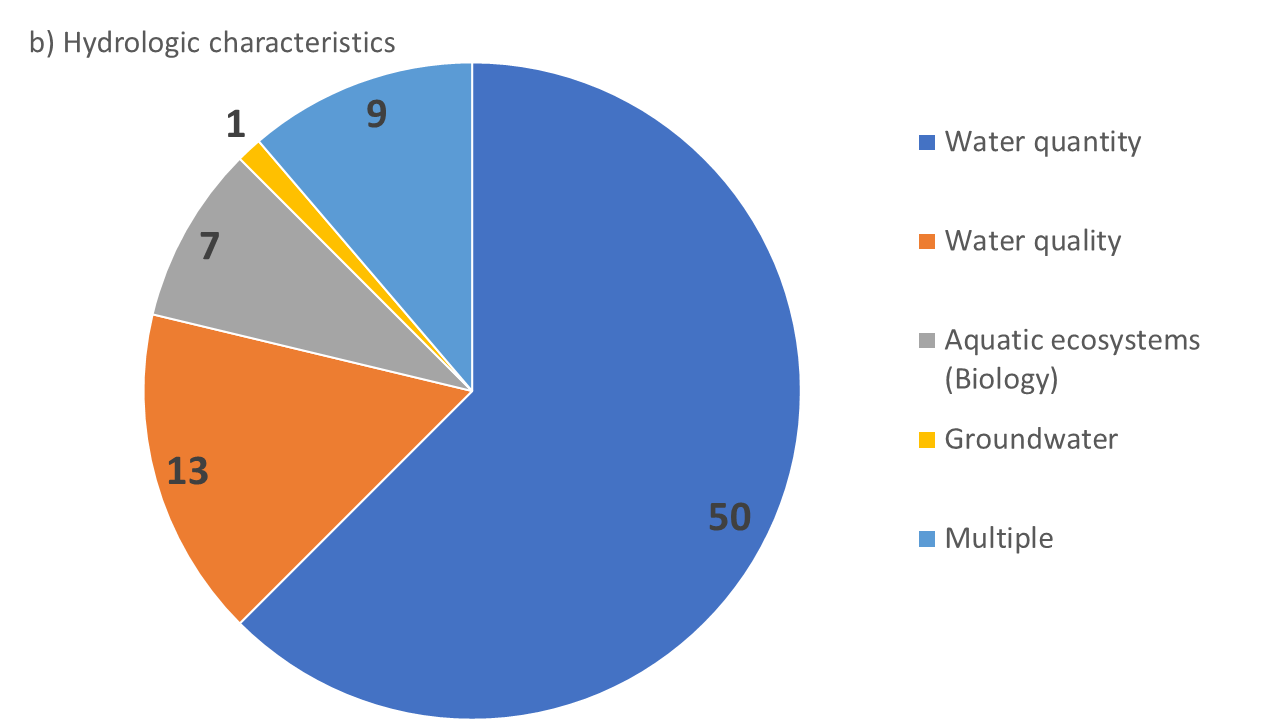 b) Hydrologic characteristics
9
1
7
13
50
Water quantity
Water quality
Aquatic ecosystems
(Biology)
Groundwater
Multiple